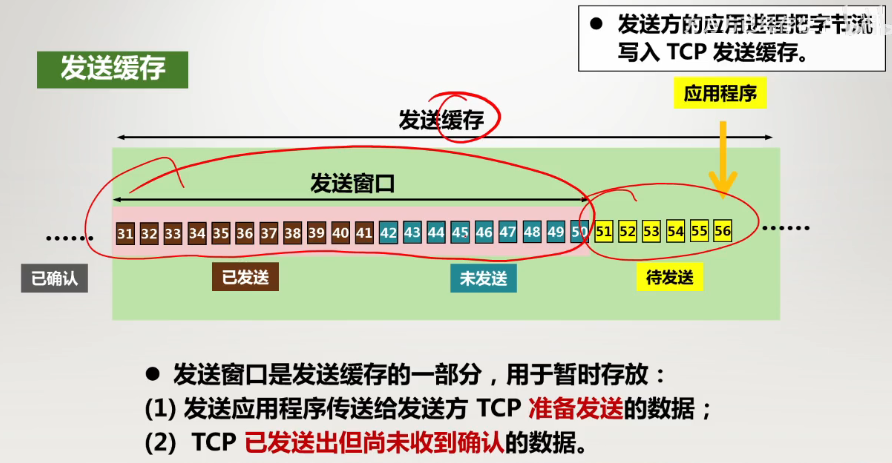 ● 发送方的应用进程把字节流
写入 TCP 发送缓存。
发送缓存
应用程序
发送缓存
发送窗口
...... 31 32 33 34 35 36 37 38 39 40 41 42 43 44 45 46 47 48 49 50 51 52 53 54 55 56 ......
已确认 已发送 未发送 待发送
● 发送窗口是发送缓存的一部分，用于暂时存放：
(1) 发送应用程序传送给发送方 TCP 准备发送的数据；
(2) TCP 已发送出但尚未收到确认的数据。